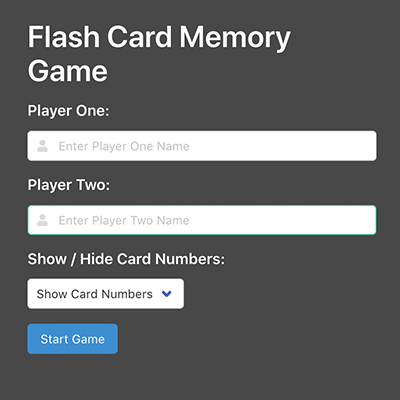 Flash Card Memory
Game
Player One:
Enter Player One Name
Player Two:
Enter Player Two Name
Show / Hide Card Numbers:
Show Card Numbers
Start Game